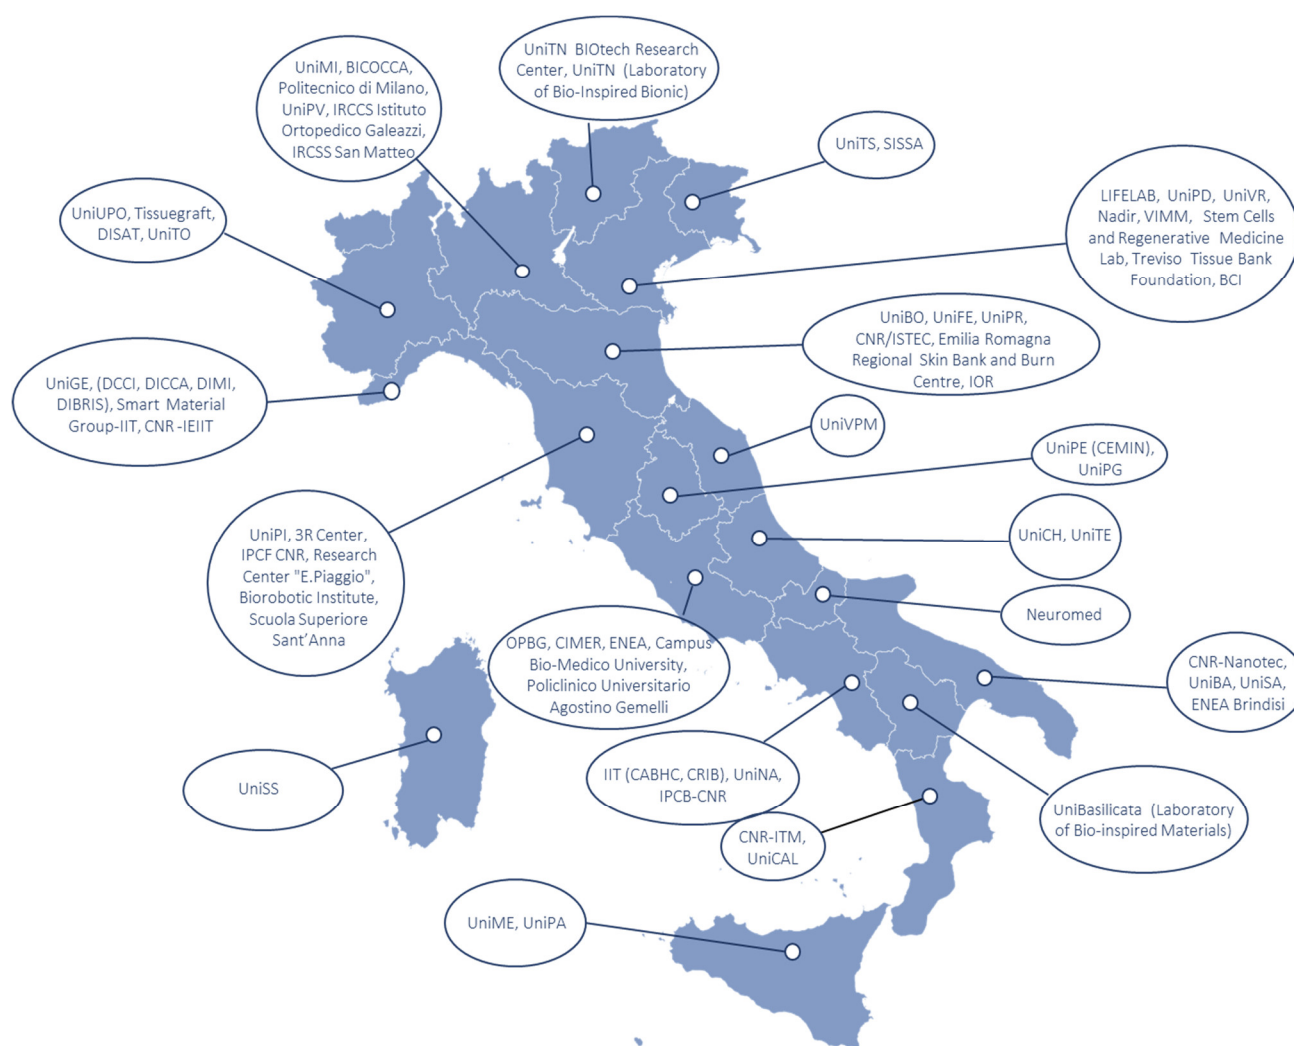 UniTN BIOtech Research
Center, UniTN (Laboratory
of Bio-Inspired Bionic)
UniMI, BICOCCA,
Politecnico di Milano,
UniPV, IRCCS Istituto
Ortopedico Galeazzi,
IRCSS San Matteo
UniTS, SISSA
UniUPO, Tissuegraft,
DISAT, UniTO
LIFELAB, UniPD, UniVR,
Nadir, VIMM, Stem Cells
and Regenerative Medicine
Lab, Treviso Tissue Bank
Foundation, BCI
UniBO, UniFE, UniPR,
CNR/ISTEC, Emilia Romagna
Regional Skin Bank and Burn
Centre, IOR
UniGE, (DCCI, DICCA, DIMI,
DIBRIS), Smart Material
Group-IIT, CNR -IEIIT
UniVPM
UniPE (CEMIN),
UniPG
UniPI, 3R Center,
IPCF CNR, Research
Center "E.Piaggio",
Biorobotic Institute,
Scuola Superiore
Sant'Anna
UniCH, UniTE
Neuromed
OPBG, CIMER, ENEA, Campus
Bio-Medico University,
Policlinico Universitario
Agostino Gemelli
CNR-Nanotec,
UniBA, UniSA,
ENEA Brindisi
UniSS
IIT (CABHC, CRIB), UniNA,
IPCB-CNR
UniBasilicata (Laboratory
of Bio-inspired Materials)
CNR-ITM,
UniCAL
UniME, UniPA